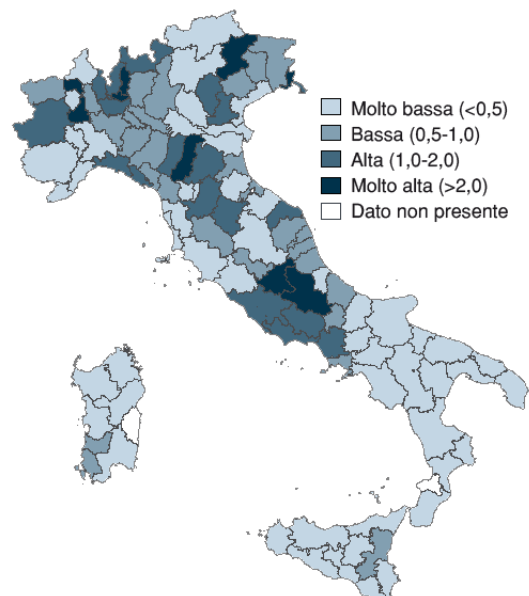 Molto bassa (<0,5)
Bassa (0,5-1,0)
Alta (1,0-2,0)
Molto alta (>2,0)
Dato non presente